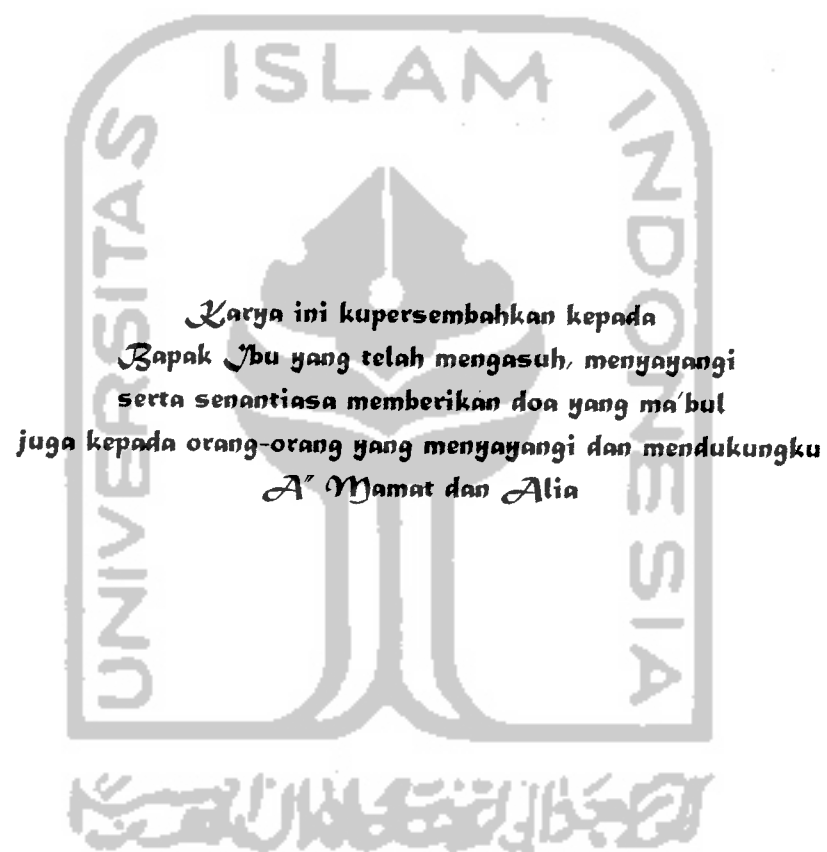 UNIVERSITAS ISLAM INDONESIA
Karya ini kupersembahkan kepada
Bapak Ibu yang telah mengasuh, menyayangi
serta senantiasa memberikan doa yang ma'bul
juga kepada orang-orang yang menyayangi dan mendukungku
A" Mamat dan Alia